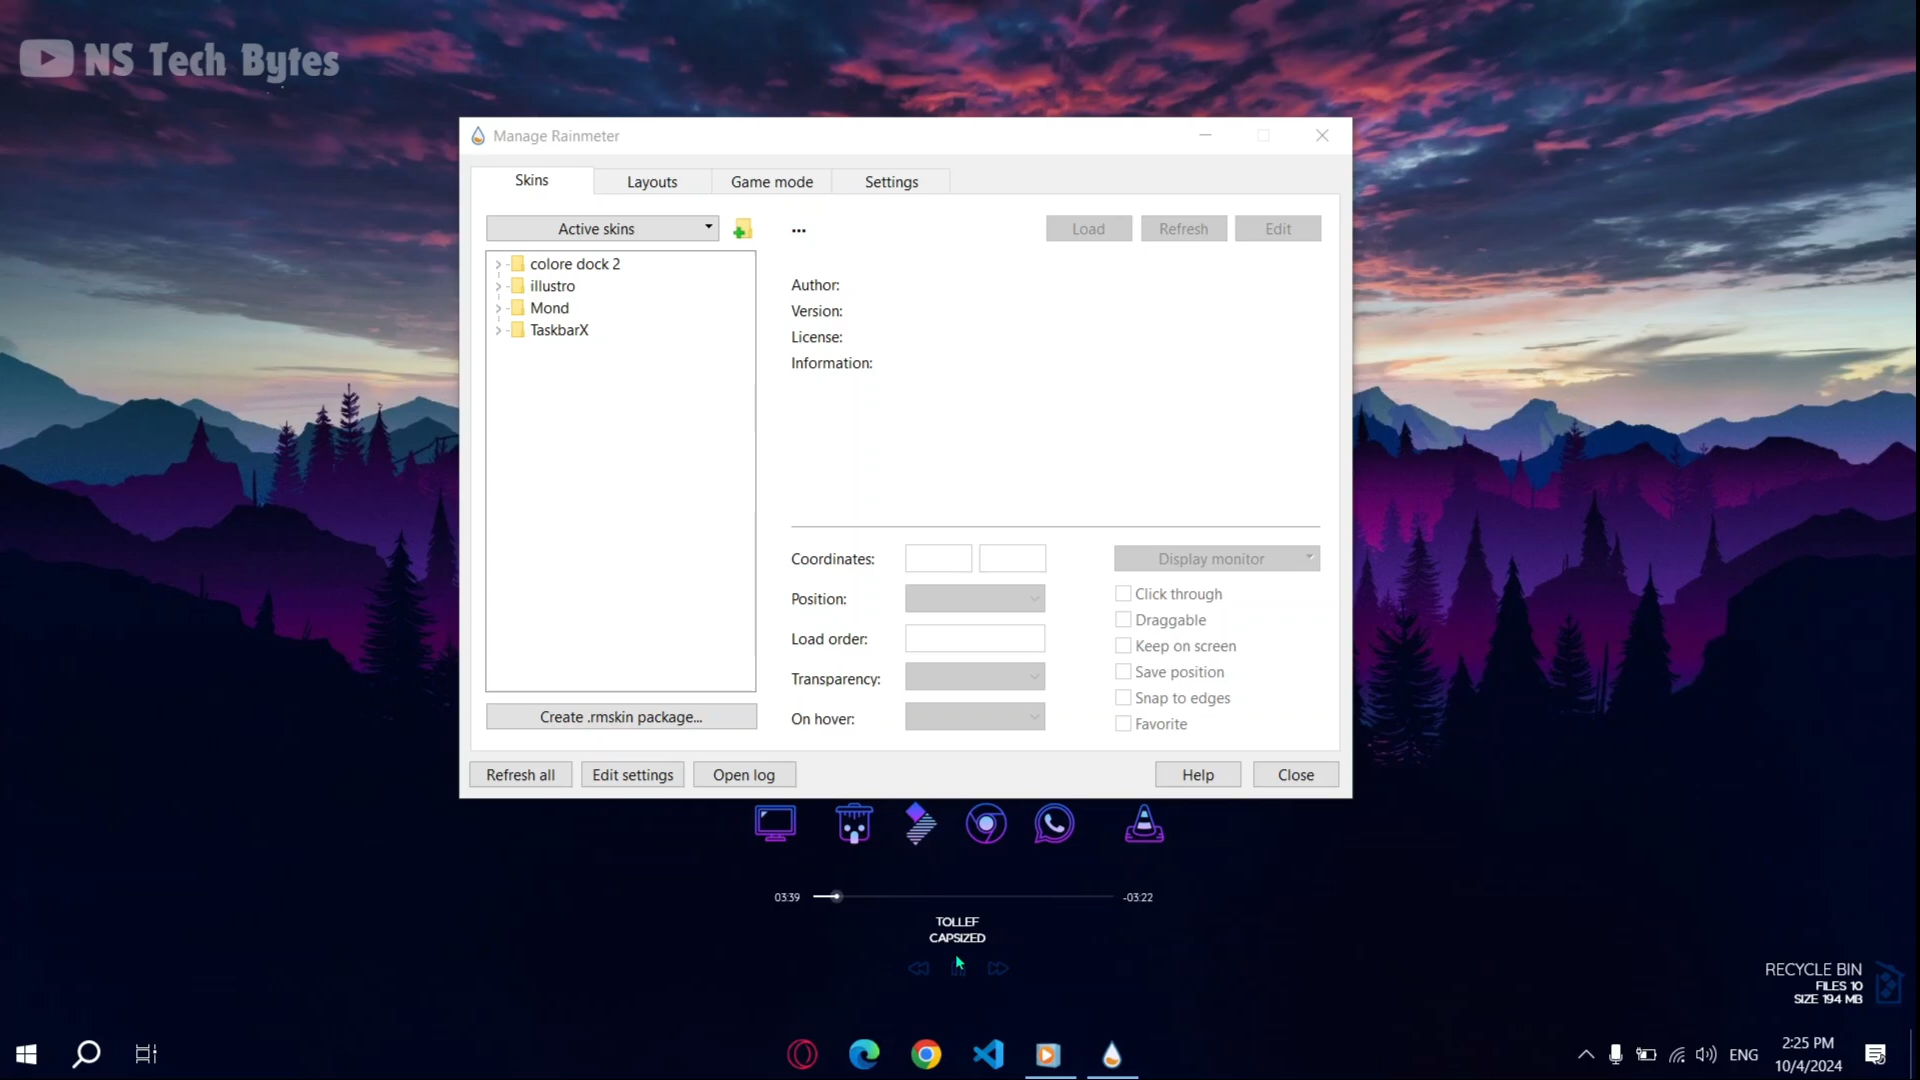 NS Tech Bytes
Manage Rainmeter
Skins
Layouts
Game mode
Settings
Active skins
...
Load
Refresh
Edit
colore dock 2
illustro
Mond
TaskbarX
Author:
Version:
License:
Information:
Coordinates:
Display monitor
Position:
Click through
Draggable
Load order:
Keep on screen
Transparency:
Save position
Snap to edges
On hover:
Favorite
Create .rmskin package...
Refresh all
Edit settings
Open log
Help
Close
03:39
-03:22
TOLLEF
CAPSIZED
RECYCLE BIN
FILES 10
SIZE 194 MB
ENG
2:25 PM
10/4/2024